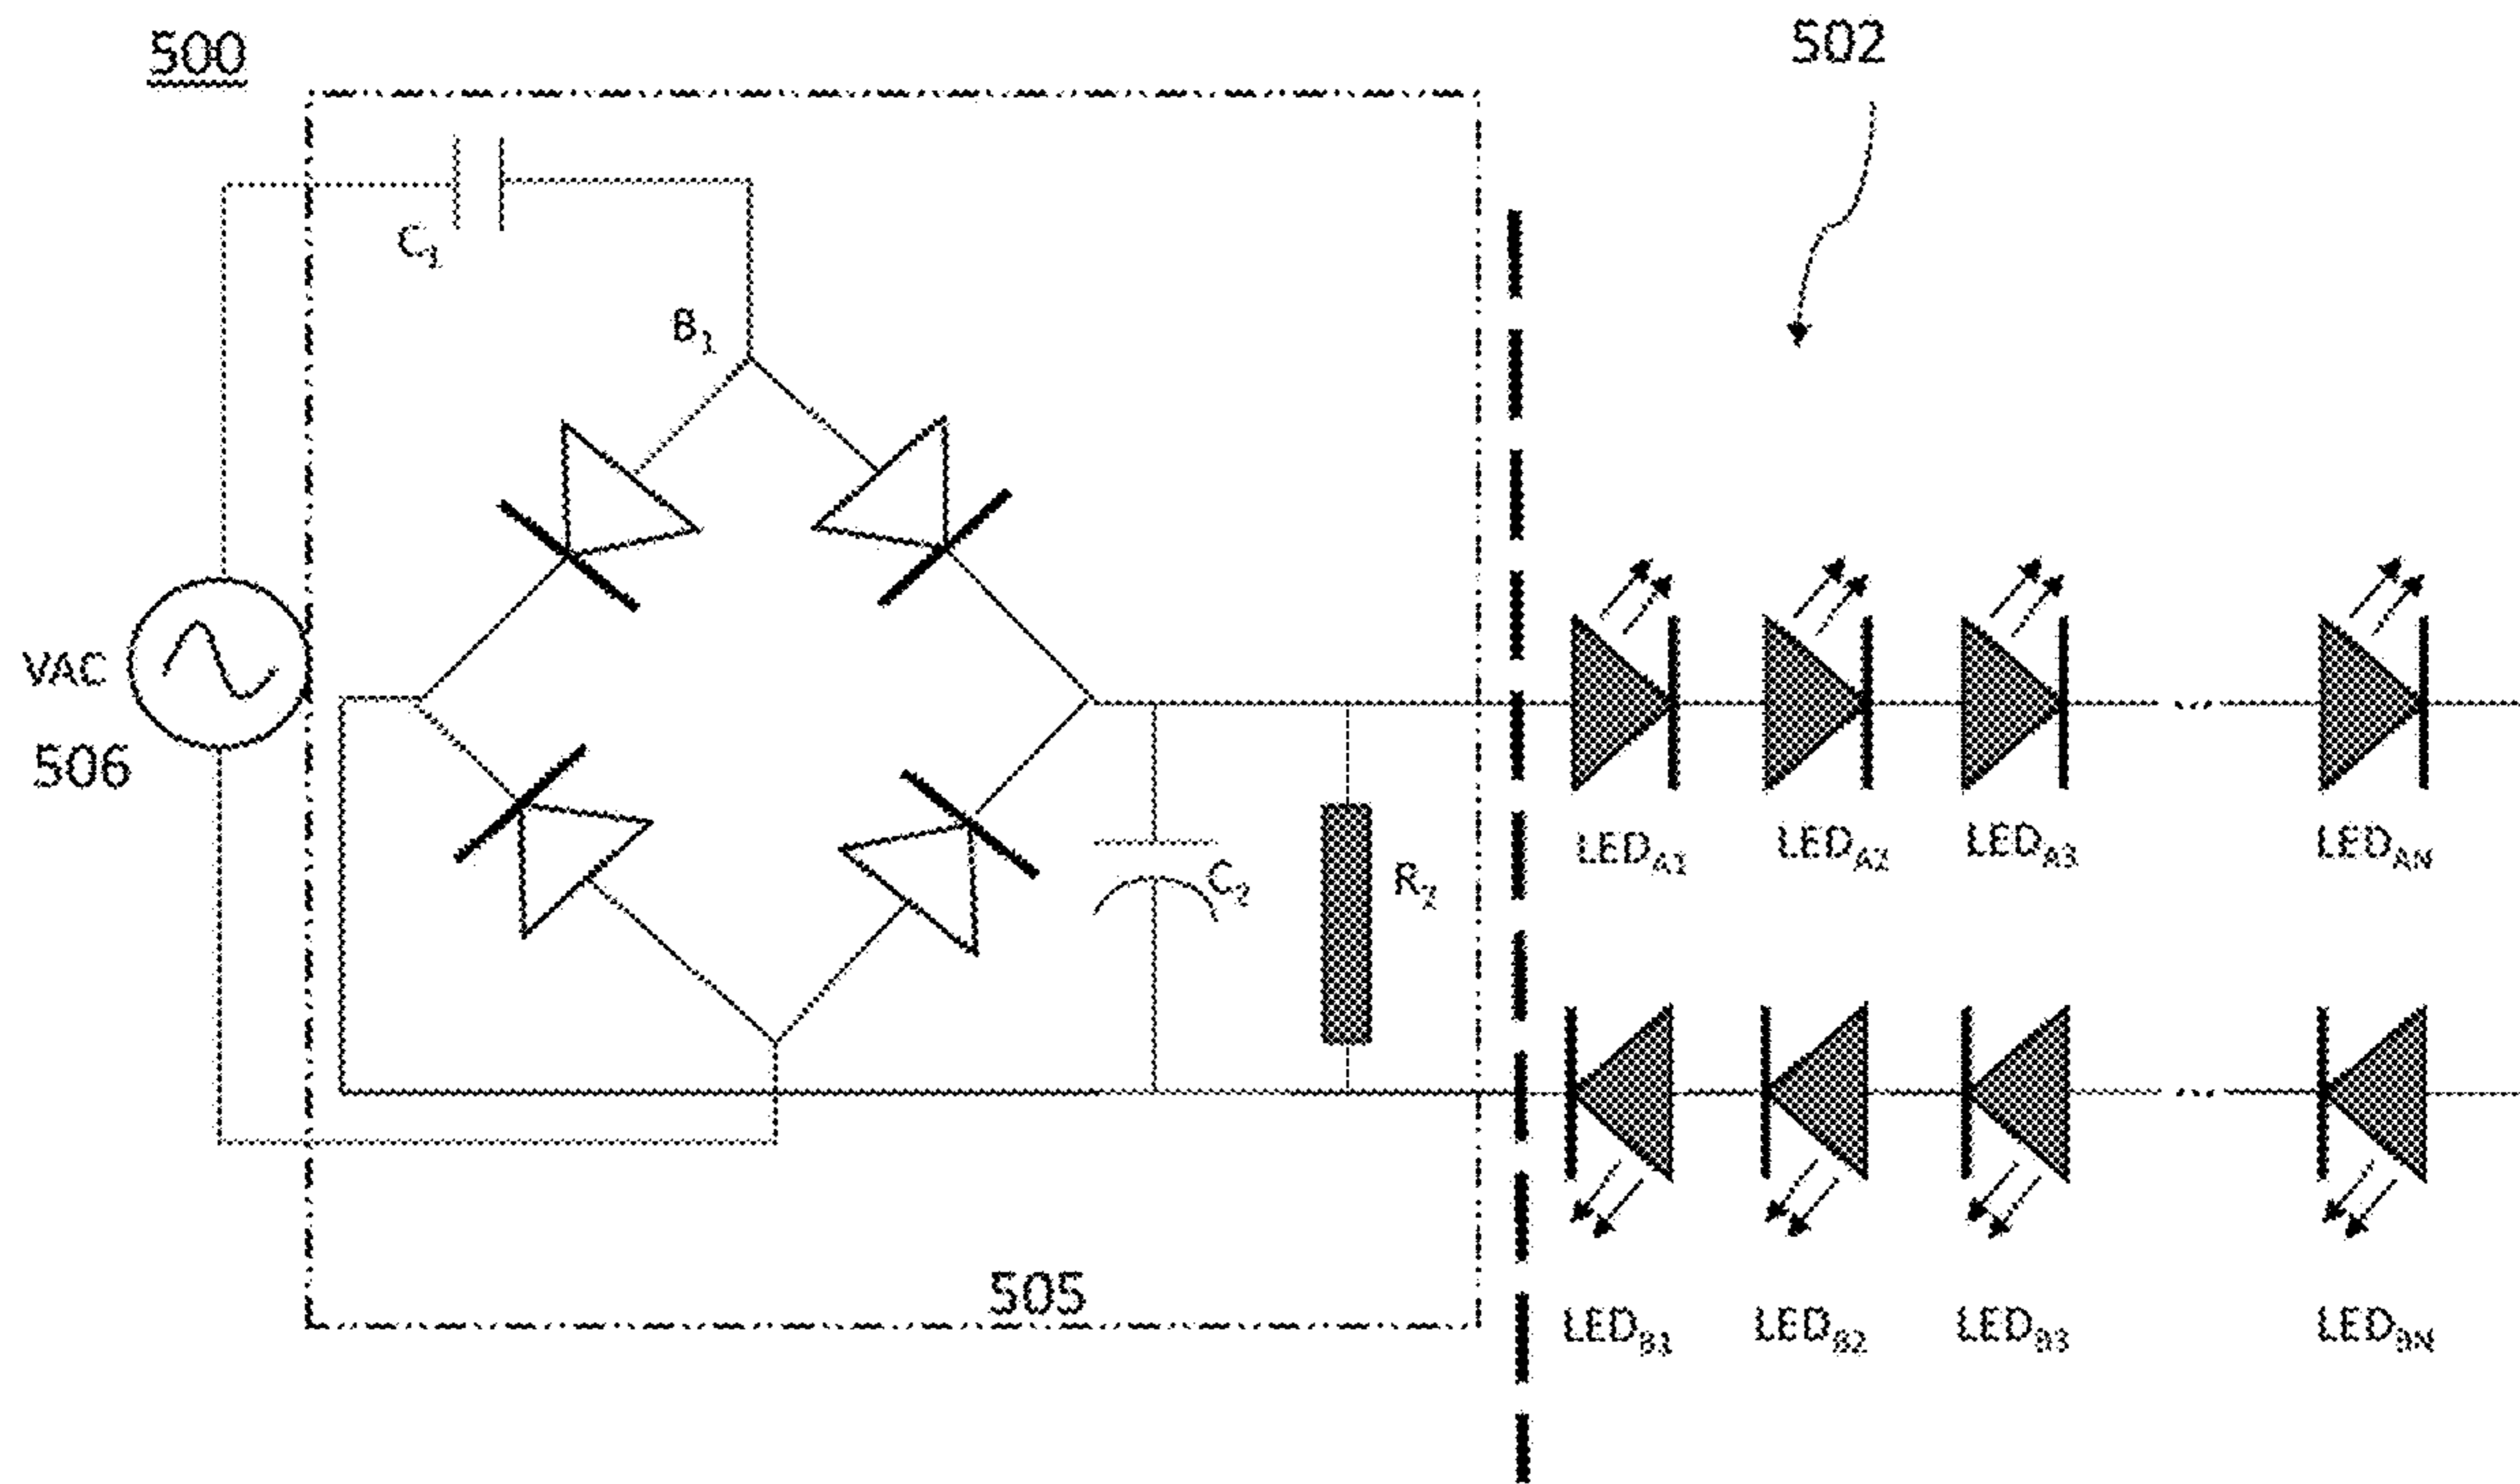 500
502
C1
B1
VAC
506
LEDA1 LEDA2 LEDA3 LEDAN
C2 R2
505
LEDB1 LEDB2 LEDB3 LEDBN